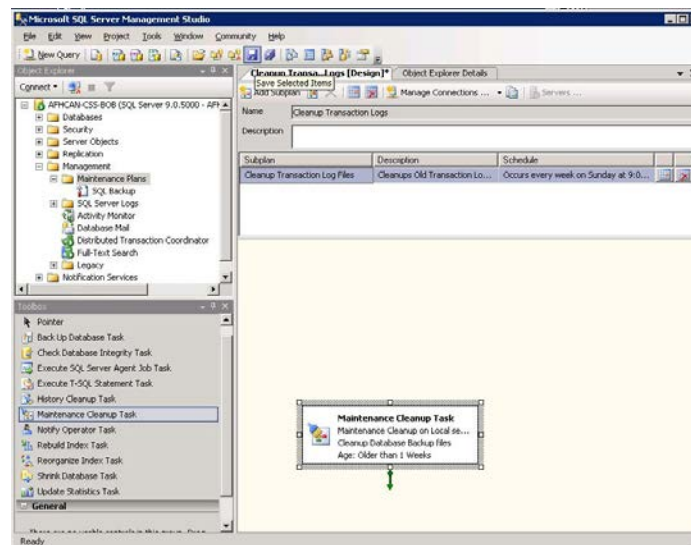 Microsoft SQL Server Management Studio
File Edit View Project Tools Window Community Help
New Query
Object Explorer
Cleanup Transa...Logs [Design]* Object Explorer Details
Save Selected Items
Connect
Add Subplan Manage Connections ... Servers ...
AFHCAN-CSS-BOB (SQL Server 9.0.5000 - AFH
Databases
Security
Server Objects
Replication
Management
Maintenance Plans
SQL Backup
SQL Server Logs
Activity Monitor
Database Mail
Distributed Transaction Coordinator
Full-Text Search
Legacy
Notification Services
Name Cleanup Transaction Logs
Description
Subplan Description Schedule
Cleanup Transaction Log Files Cleanups Old Transaction Lo... Occurs every week on Sunday at 9:0...
Toolbox
Pointer
Back Up Database Task
Check Database Integrity Task
Execute SQL Server Agent Job Task
Execute T-SQL Statement Task
History Cleanup Task
Maintenance Cleanup Task
Notify Operator Task
Rebuild Index Task
Reorganize Index Task
Shrink Database Task
Update Statistics Task
General
Maintenance Cleanup Task
Maintenance Cleanup on Local se...
Cleanup Database Backup files
Age: Older than 1 Weeks
Ready